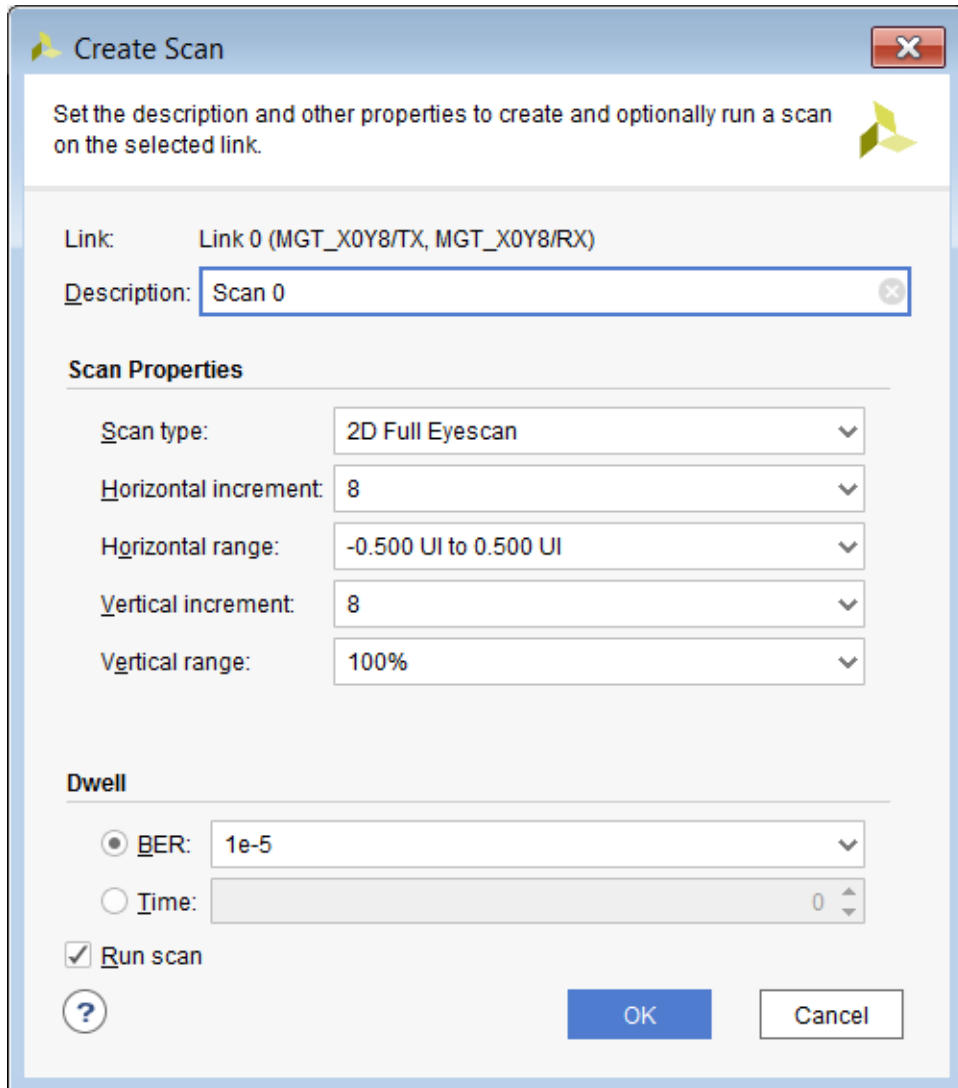 Create Scan
Set the description and other properties to create and optionally run a scan
on the selected link.
Link: Link 0 (MGT_X0Y8/TX, MGT_X0Y8/RX)
Description: Scan 0
Scan Properties
Scan type: 2D Full Eyescan
Horizontal increment: 8
Horizontal range: -0.500 UI to 0.500 UI
Vertical increment: 8
Vertical range: 100%
Dwell
BER: 1e-5
Time: 0
Run scan
? OK Cancel